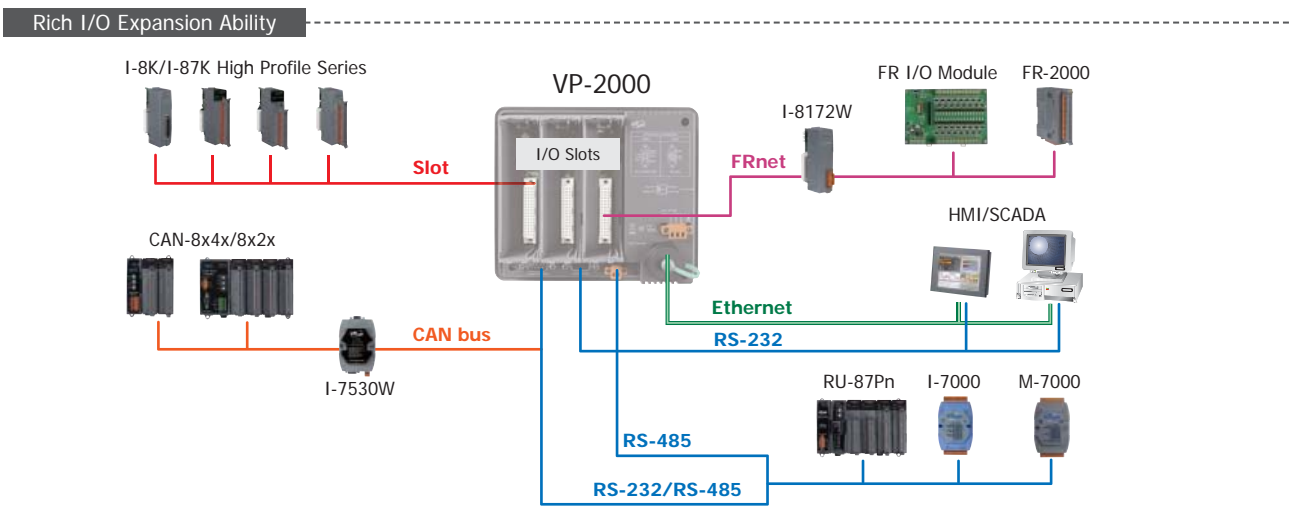 Rich I/O Expansion Ability
I-8K/I-87K High Profile Series
VP-2000
FR I/O Module
FR-2000
I-8172W
I/O Slots
Slot
FRnet
HMI/SCADA
CAN-8x4x/8x2x
Ethernet
CAN bus
RS-232
I-7530W
RU-87Pn
I-7000
M-7000
RS-485
RS-232/RS-485